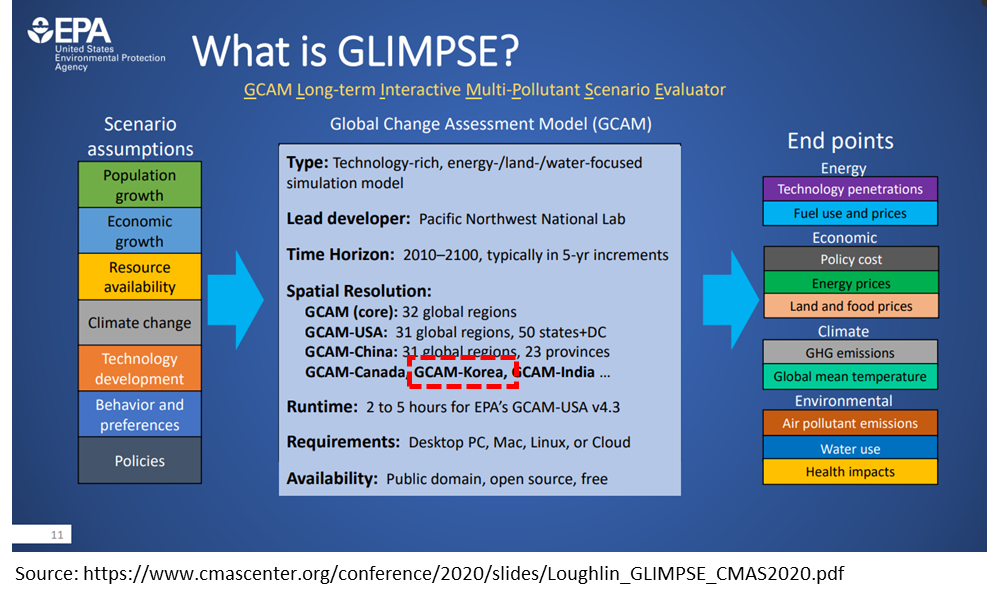 EPA
United States
Environmental Protection
Agency
What is GLIMPSE?
GCAM Long-term Interactive Multi-Pollutant Scenario Evaluator
Scenario
assumptions
Population
growth
Economic
growth
Resource
availability
Climate change
Technology
development
Behavior and
preferences
Policies
Global Change Assessment Model (GCAM)
Type: Technology-rich, energy-/land-/water-focused
simulation model
Lead developer: Pacific Northwest National Lab
Time Horizon: 2010–2100, typically in 5-yr increments
Spatial Resolution:
GCAM (core): 32 global regions
GCAM-USA: 31 global regions, 50 states+DC
GCAM-China: 31 global regions, 23 provinces
GCAM-Canada, GCAM-Korea, GCAM-India ...
Runtime: 2 to 5 hours for EPA's GCAM-USA v4.3
Requirements: Desktop PC, Mac, Linux, or Cloud
Availability: Public domain, open source, free
End points
Energy
Technology penetrations
Fuel use and prices
Economic
Policy cost
Energy prices
Land and food prices
Climate
GHG emissions
Global mean temperature
Environmental
Air pollutant emissions
Water use
Health impacts
11
Source: https://www.cmascenter.org/conference/2020/slides/Loughlin_GLIMPSE_CMAS2020.pdf